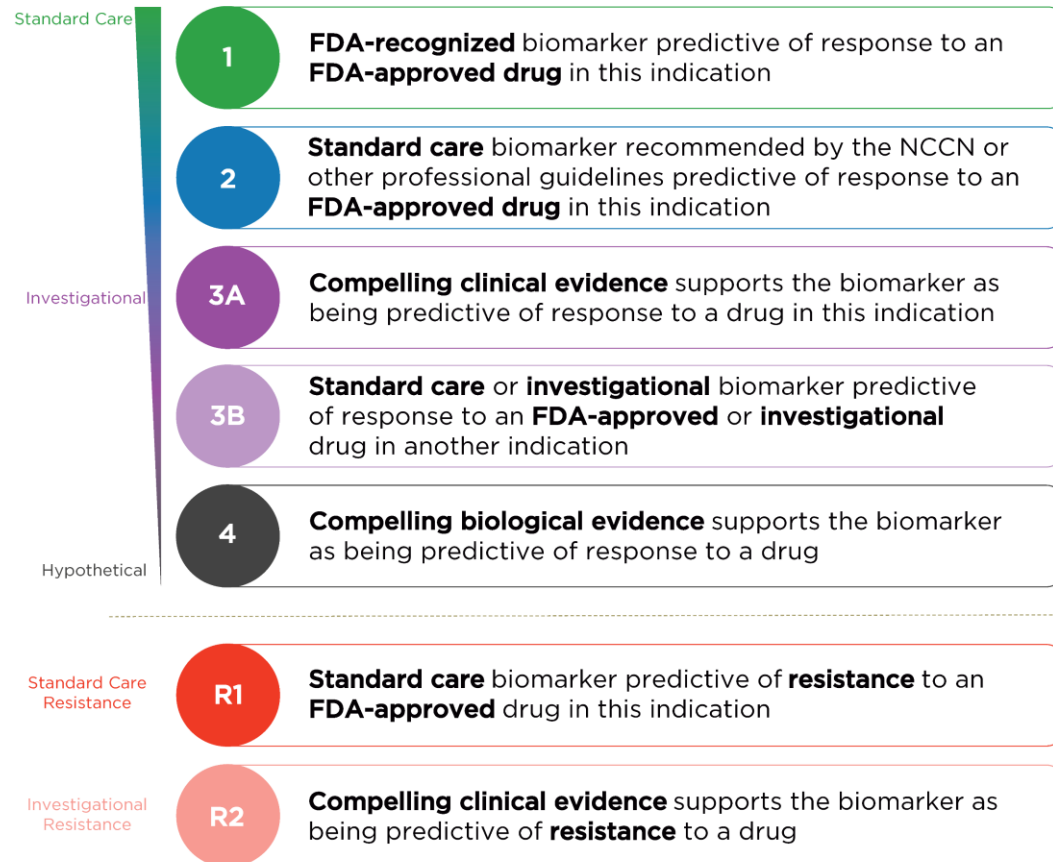 Standard Care
1
FDA-recognized biomarker predictive of response to an
FDA-approved drug in this indication
2
Standard care biomarker recommended by the NCCN or
other professional guidelines predictive of response to an
FDA-approved drug in this indication
Investigational
3A
Compelling clinical evidence supports the biomarker as
being predictive of response to a drug in this indication
3B
Standard care or investigational biomarker predictive
of response to an FDA-approved or investigational
drug in another indication
4
Compelling biological evidence supports the biomarker
as being predictive of response to a drug
Hypothetical
Standard Care
Resistance
R1
Standard care biomarker predictive of resistance to an
FDA-approved drug in this indication
Investigational
Resistance
R2
Compelling clinical evidence supports the biomarker as
being predictive of resistance to a drug